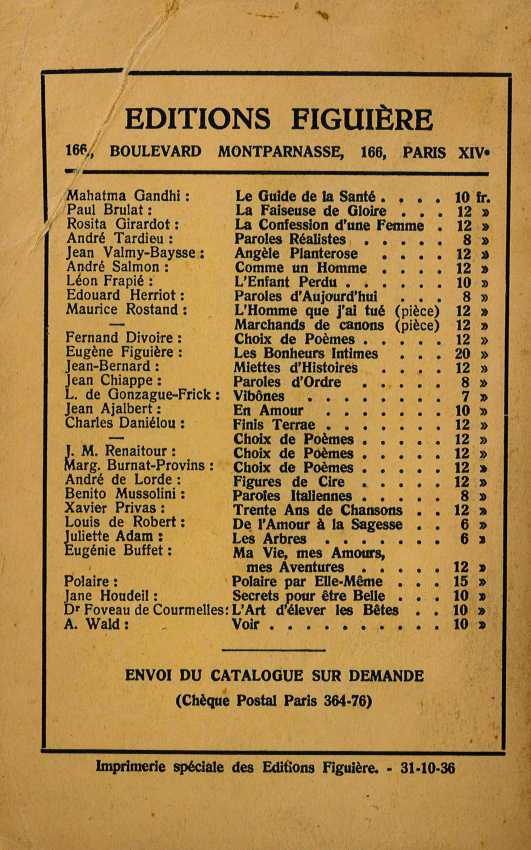 EDITIONS FIGUIÈRE
166, BOULEVARD MONTPARNASSE, 166, PARIS XIVe
Mahatma Gandhi : Le Guide de la Santé . . . . 10 fr.
Paul Brulat : La Faiseuse de Gloire . . . 12 »
Rosita Girardot : La Confession d'une Femme . 12 »
André Tardieu : Paroles Réalistes . . . . . 8 »
Jean Valmy-Baysse : Angèle Planterose . . . . 12 »
André Salmon : Comme un Homme . . . . 12 »
Léon Frapié : L'Enfant Perdu . . . . . . 10 »
Edouard Herriot : Paroles d'Aujourd'hui . . . 8 »
Maurice Rostand : L'Homme que j'ai tué (pièce) 12 »
— Marchands de canons (pièce) 12 »
Fernand Divoire : Choix de Poèmes . . . . . 12 »
Eugène Figuière : Les Bonheurs Intimes . . . 20 »
Jean-Bernard : Miettes d'Histoires . . . . 12 »
Jean Chiappe : Paroles d'Ordre . . . . . 8 »
L. de Gonzague-Frick : Vibônes . . . . . . . 7 »
Jean Ajalbert : En Amour . . . . . . 10 »
Charles Daniélou : Finis Terrae . . . . . . 12 »
— Choix de Poèmes . . . . . 12 »
J. M. Renaitour : Choix de Poèmes . . . . . 12 »
Marg. Burnat-Provins : Choix de Poèmes . . . . . 12 »
André de Lorde : Figures de Cire . . . . . 12 »
Benito Mussolini : Paroles Italiennes . . . . . 8 »
Xavier Privas : Trente Ans de Chansons . . 12 »
Louis de Robert : De l'Amour à la Sagesse . . 6 »
Juliette Adam : Les Arbres . . . . . . . 6 »
Eugénie Buffet : Ma Vie, mes Amours,
mes Aventures . . . . . 12 »
Polaire : Polaire par Elle-Même . . . 15 »
Jane Houdeil : Secrets pour être Belle . . . 10 »
Dr Foveau de Courmelles : L'Art d'élever les Bêtes . . 10 »
A. Wald : Voir . . . . . . . . . . 10 »
ENVOI DU CATALOGUE SUR DEMANDE
(Chèque Postal Paris 364-76)
Imprimerie spéciale des Editions Figuière. - 31-10-36